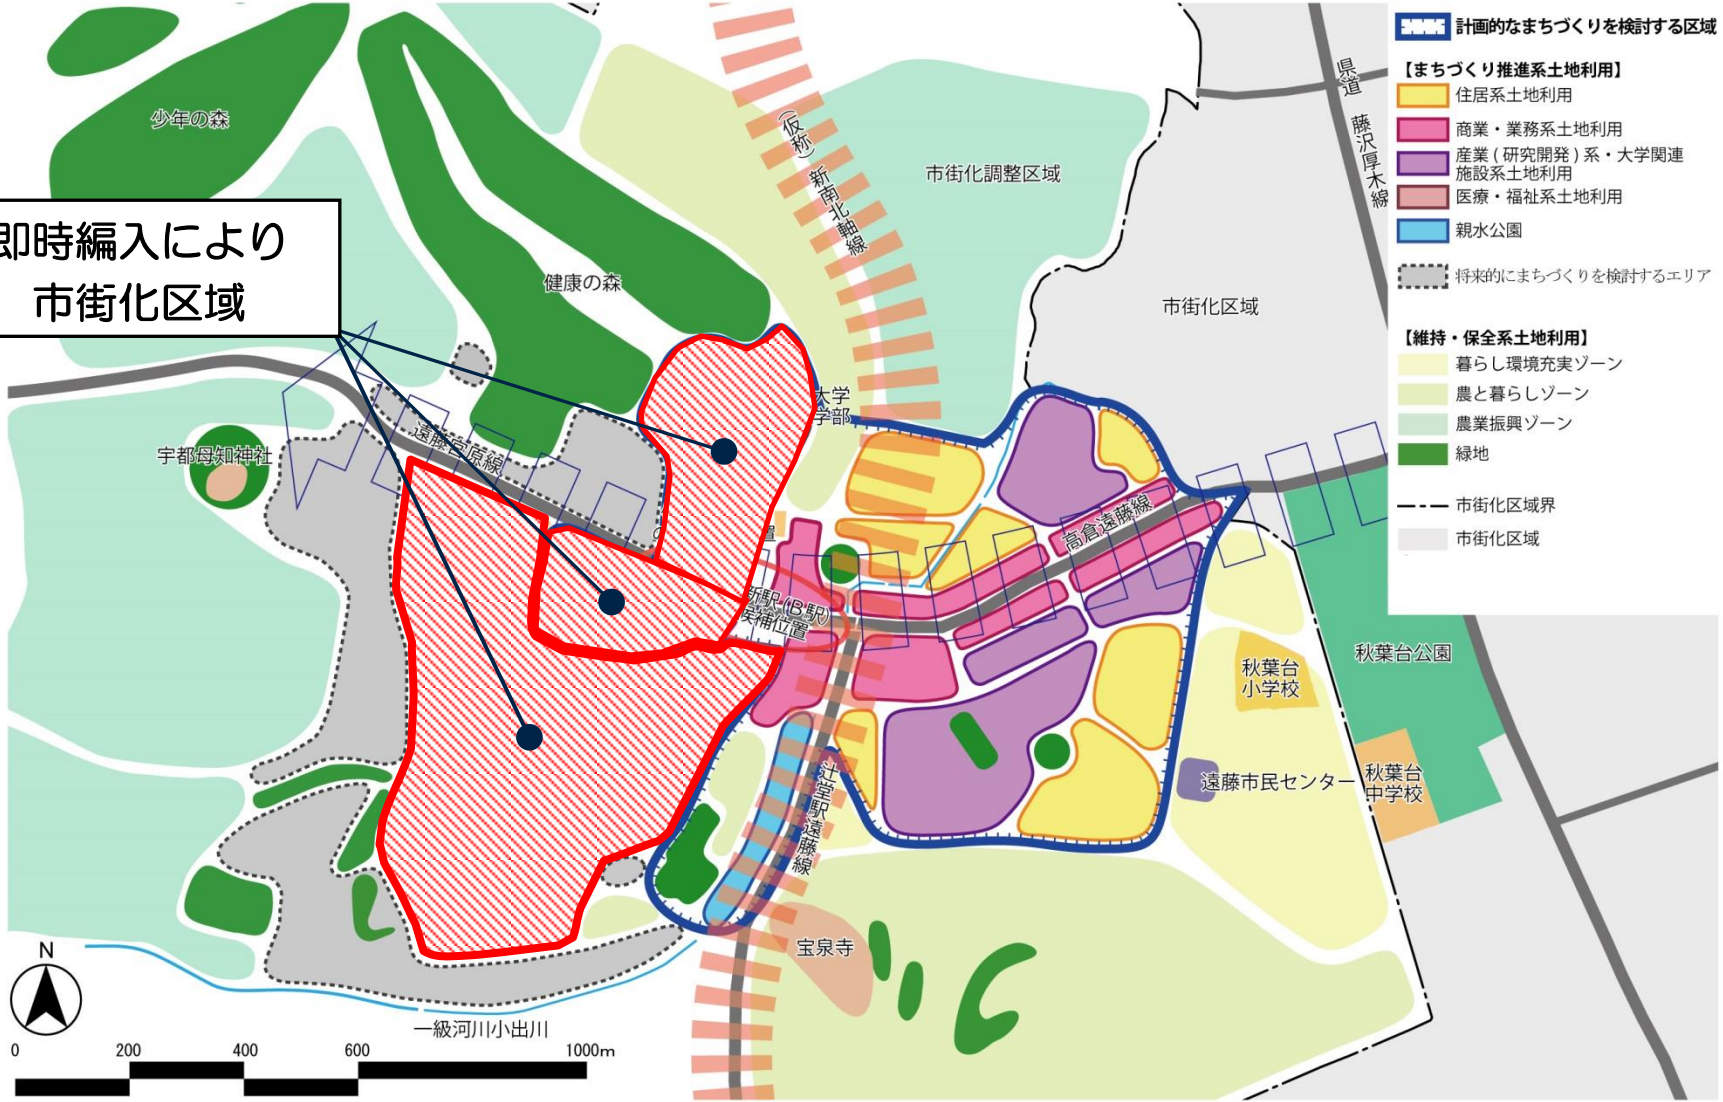 即時編入により
市街化区域
少年の森
健康の森
(仮称)新南北軸線
市街化調整区域
市街化区域
県道 藤沢厚木線
宇都母知神社
遠藤宮原線
大学
学部
置
新駅(B駅)
候補位置
高倉遠藤線
辻堂駅遠藤線
秋葉台
小学校
秋葉台公園
遠藤市民センター
秋葉台
中学校
宝泉寺
一級河川小出川
N
0 200 400 600 1000m
計画的なまちづくりを検討する区域
【まちづくり推進系土地利用】
住居系土地利用
商業・業務系土地利用
産業(研究開発)系・大学関連
施設系土地利用
医療・福祉系土地利用
親水公園
将来的にまちづくりを検討するエリア
【維持・保全系土地利用】
暮らし環境充実ゾーン
農と暮らしゾーン
農業振興ゾーン
緑地
市街化区域界
市街化区域